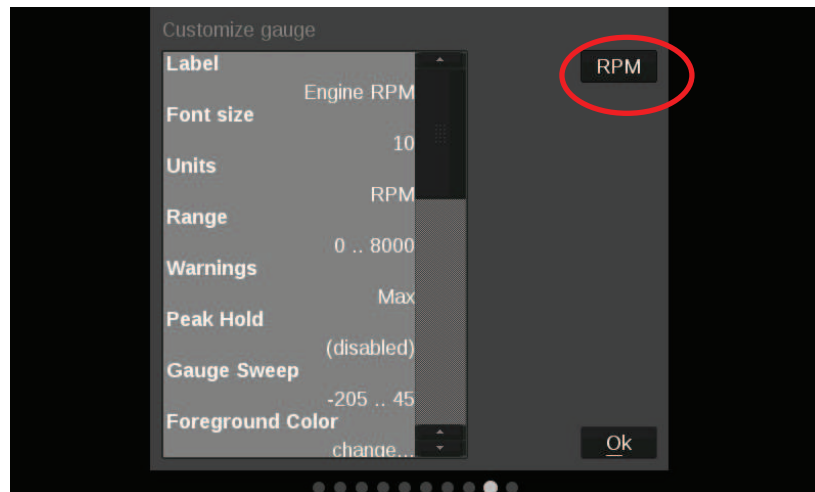 Customize gauge
Label
Engine RPM
Font size
10
Units
RPM
Range
0 .. 8000
Warnings
Max
Peak Hold
(disabled)
Gauge Sweep
-205 .. 45
Foreground Color
change...
RPM
Ok